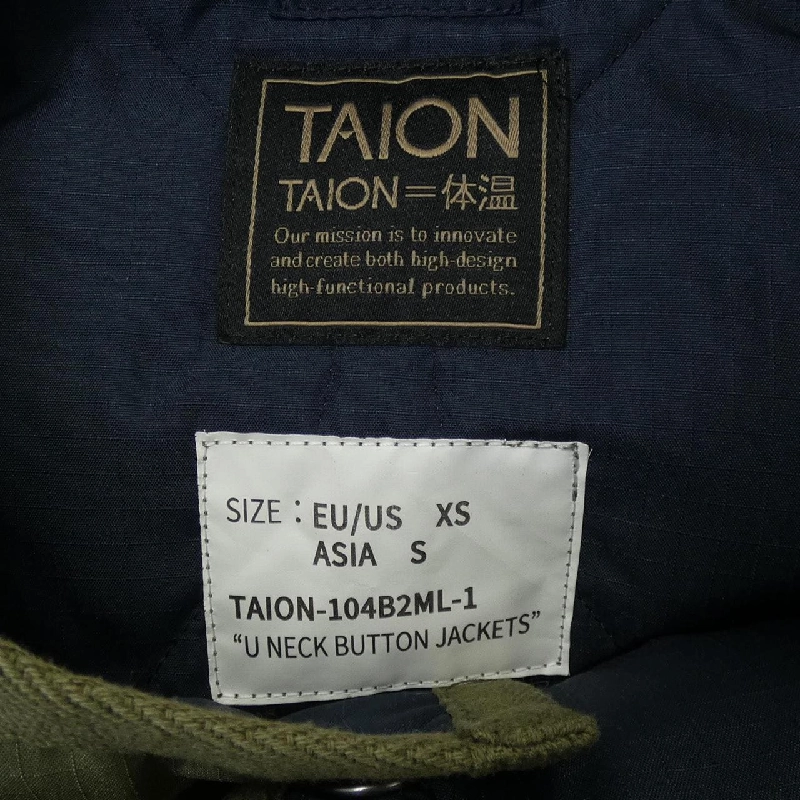 TAION
TAION=体温
Our mission is to innovate
and create both high-design
high-functional products.
SIZE : EU/US XS
ASIA S
TAION-104B2ML-1
“U NECK BUTTON JACKETS”